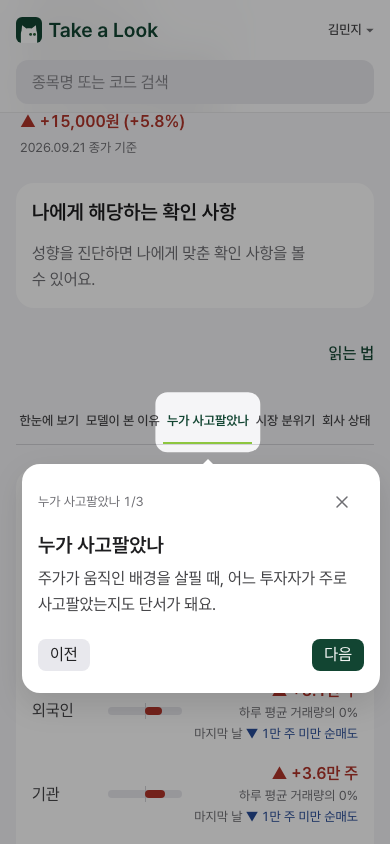 Take a Look
김민지
종목명 또는 코드 검색
▲ +15,000원 (+5.8%)
2026.09.21 종가 기준
나에게 해당하는 확인 사항
성향을 진단하면 나에게 맞춘 확인 사항을 볼
수 있어요.
읽는 법
한눈에 보기 모델이 본 이유 누가 사고팔았나 시장 분위기 회사 상태
누가 사고팔았나 1/3
누가 사고팔았나
주가가 움직인 배경을 살필 때, 어느 투자자가 주로
사고팔았는지도 단서가 돼요.
이전
다음
외국인
하루 평균 거래량의 0%
마지막 날 ▼ 1만 주 미만 순매도
기관
▲ +3.6만 주
하루 평균 거래량의 0%
마지막 날 ▼ 1만 주 미만 순매도